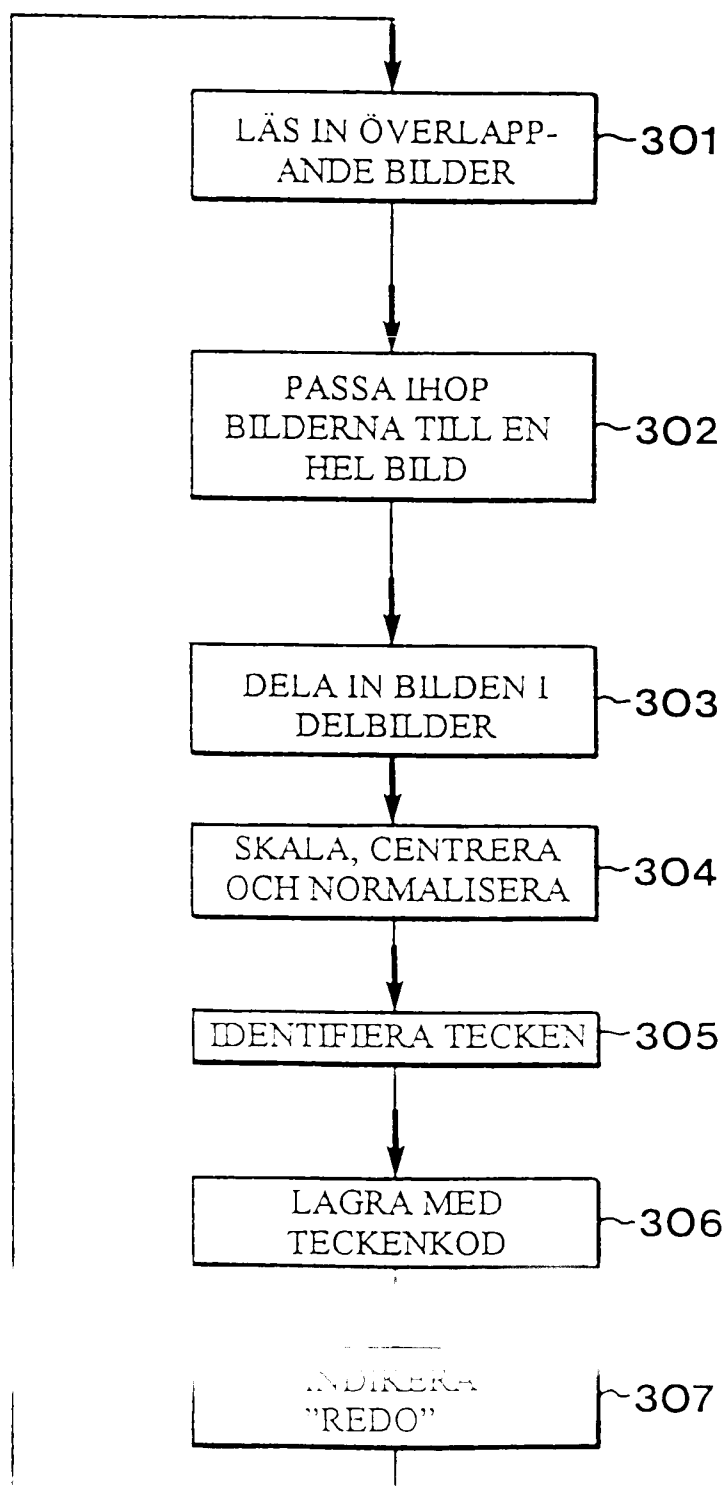 LÄS IN ÖVERLAPP-
ANDE BILDER
301
PASSA IHOP
BILDERNA TILL EN
HEL BILD
302
DELA IN BILDEN I
DELBILDER
303
SKALA, CENTRERA
OCH NORMALISERA
304
IDENTIFIERA TECKEN
305
LAGRA MED
TECKENKOD
306
INDIKERA
"REDO"
307